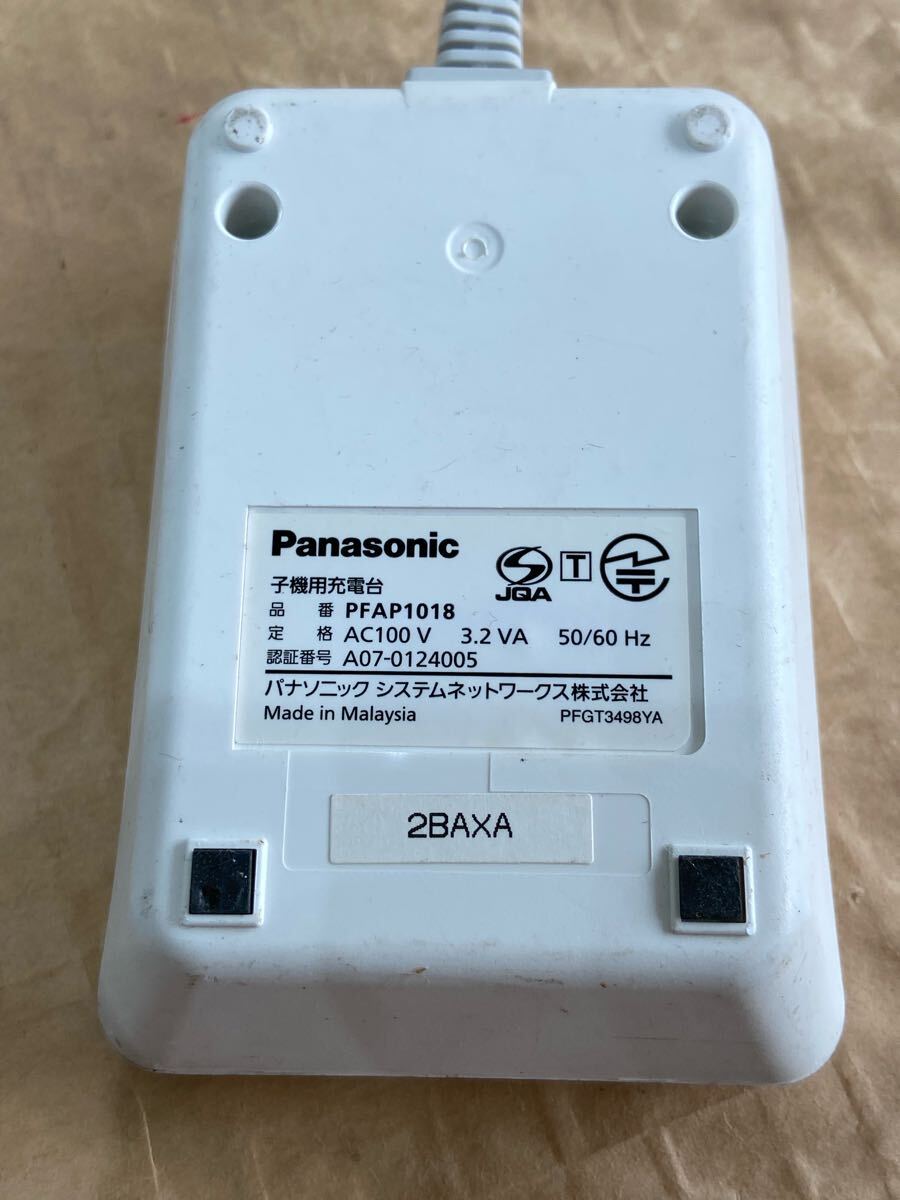 Panasonic
JQA
T
子機用充電台
品 番 PFAP1018
定 格 AC100 V 3.2 VA 50/60 Hz
認証番号 A07-0124005
パナソニック システムネットワークス株式会社
Made in Malaysia PFGT3498YA
2BAXA